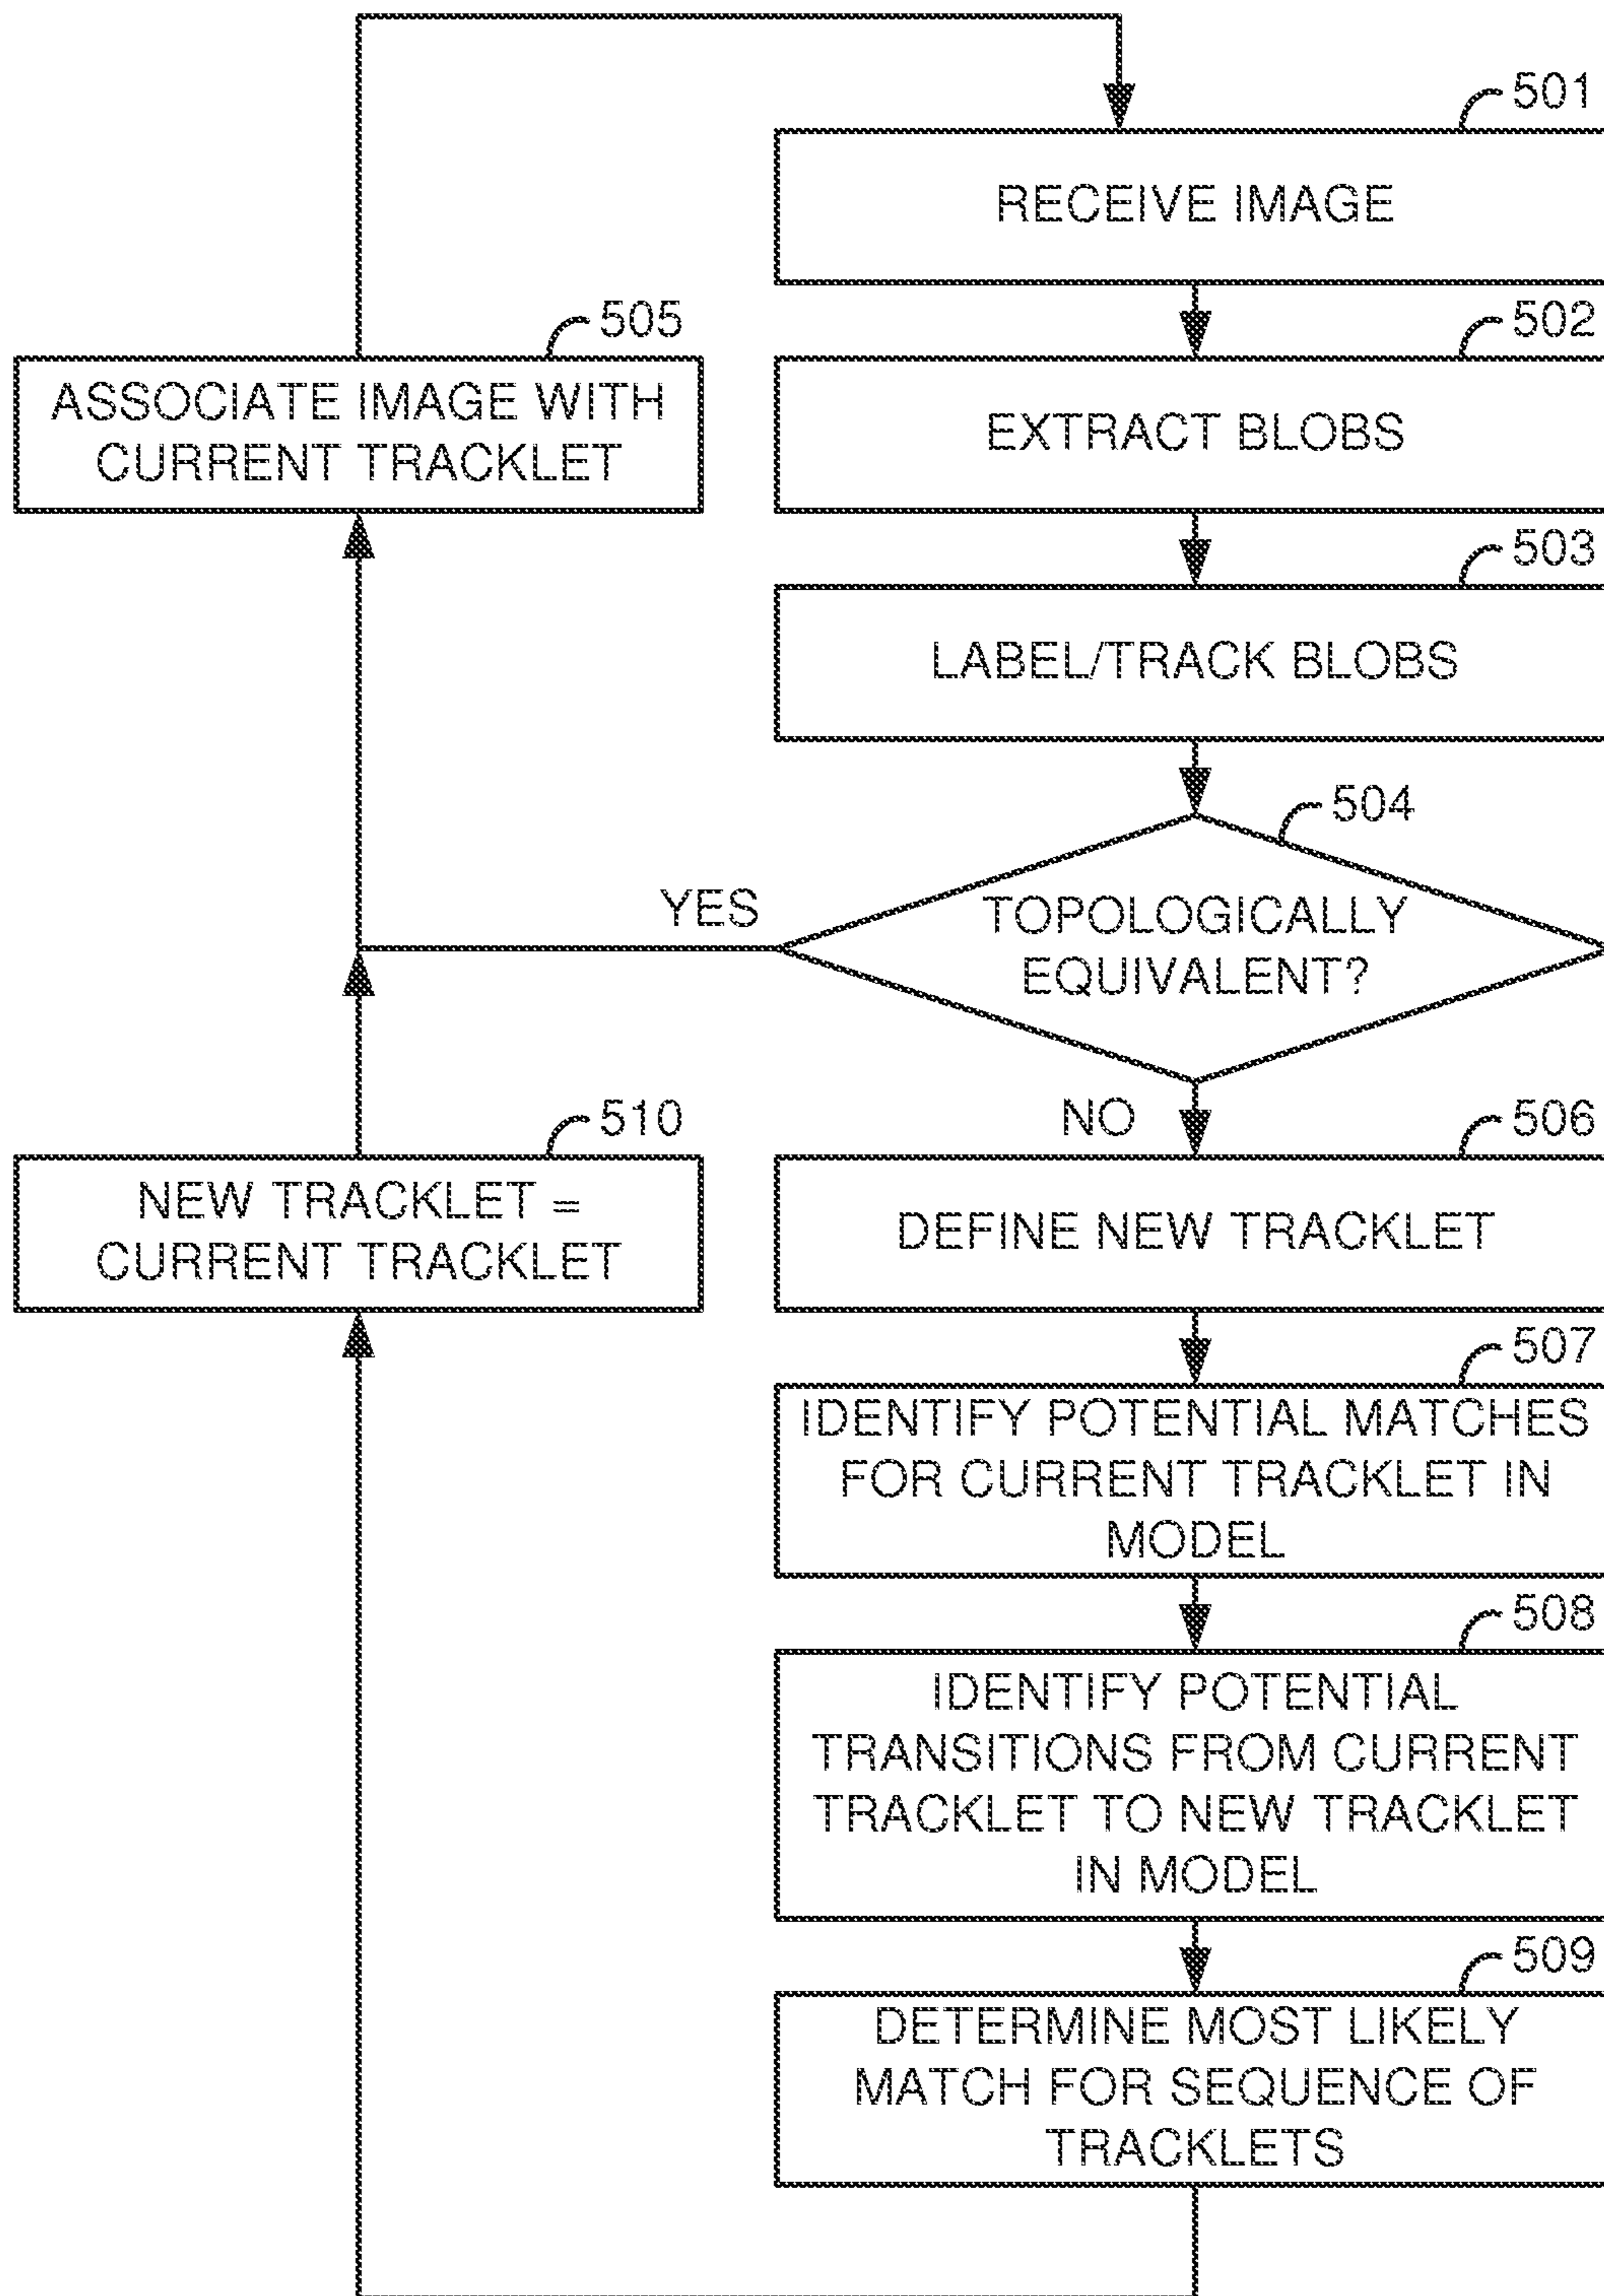 501
RECEIVE IMAGE
502
EXTRACT BLOBS
503
LABEL/TRACK BLOBS
504
TOPOLOGICALLY
EQUIVALENT?
YES
NO
505
ASSOCIATE IMAGE WITH
CURRENT TRACKLET
506
DEFINE NEW TRACKLET
507
IDENTIFY POTENTIAL MATCHES
FOR CURRENT TRACKLET IN
MODEL
508
IDENTIFY POTENTIAL
TRANSITIONS FROM CURRENT
TRACKLET TO NEW TRACKLET
IN MODEL
509
DETERMINE MOST LIKELY
MATCH FOR SEQUENCE OF
TRACKLETS
510
NEW TRACKLET =
CURRENT TRACKLET